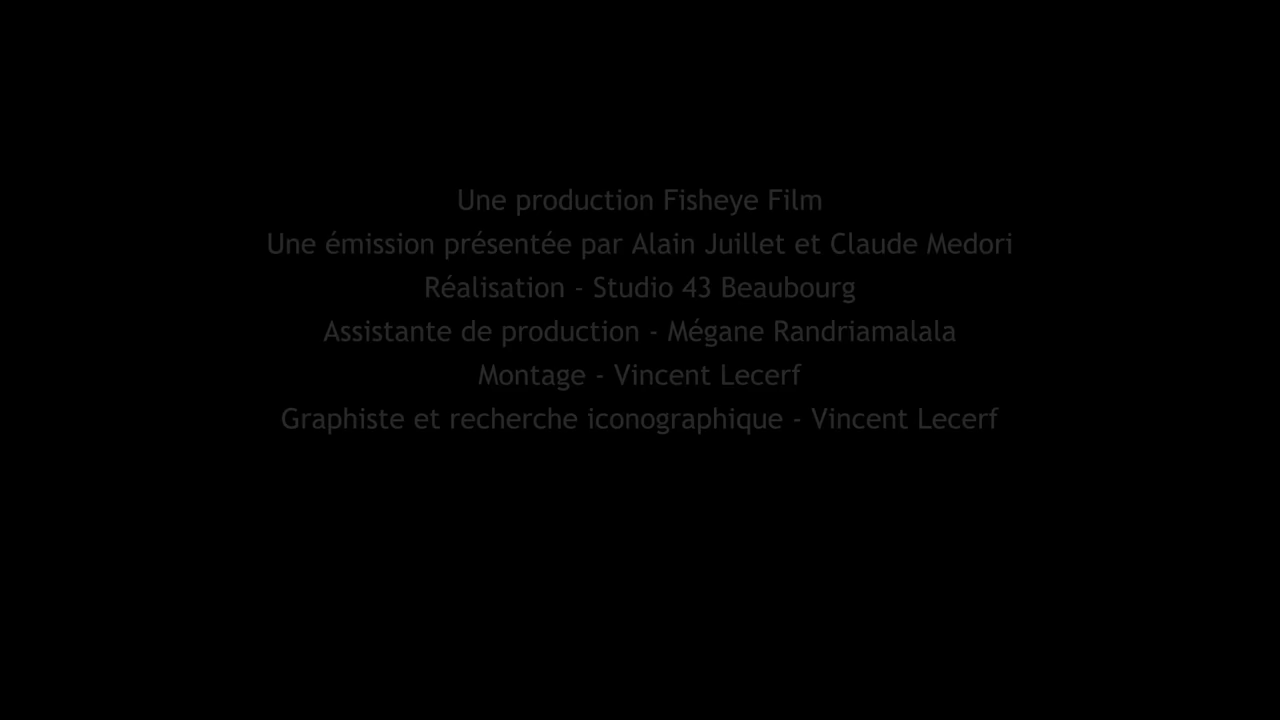 Une production Fisheye Film
Une émission présentée par Alain Juillet et Claude Medori
Réalisation - Studio 43 Beaubourg
Assistante de production - Mégane Randriamalala
Montage - Vincent Lecerf
Graphiste et recherche iconographique - Vincent Lecerf